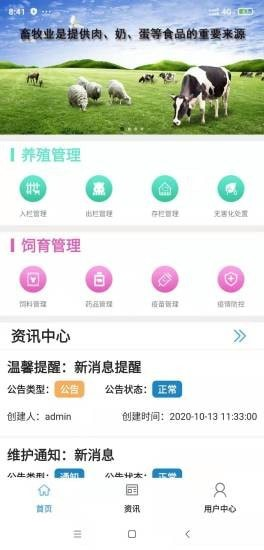 8:41
4G
畜牧业是提供肉、奶、蛋等食品的重要来源
养殖管理
入栏管理 出栏管理 存栏管理 无害化处置
饲育管理
饲料管理 药品管理 疫苗管理 疫情防控
资讯中心
温馨提醒：新消息提醒
公告类型： 公告 公告状态： 正常
创建人：admin 创建时间：2020-10-13 11:33:00
维护通知：新消息
公告类型： 通知 公告状态： 正常
首页 资讯 用户中心